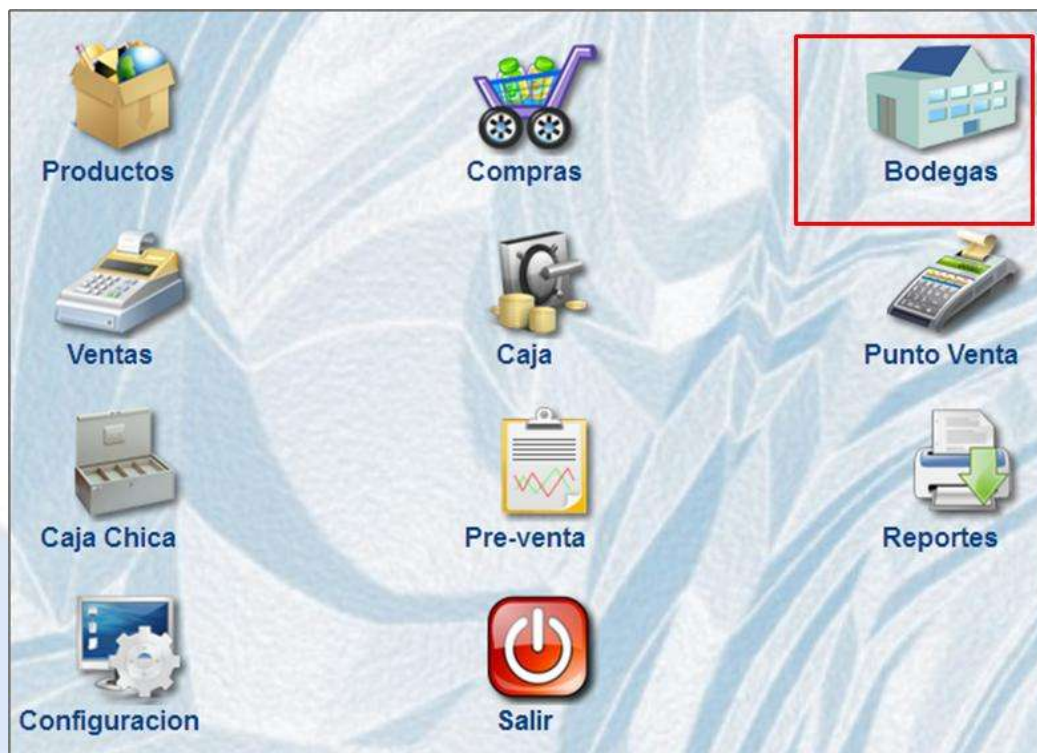 Productos
Compras
Bodegas
Ventas
Caja
Punto Venta
Caja Chica
Pre-venta
Reportes
Configuracion
Salir